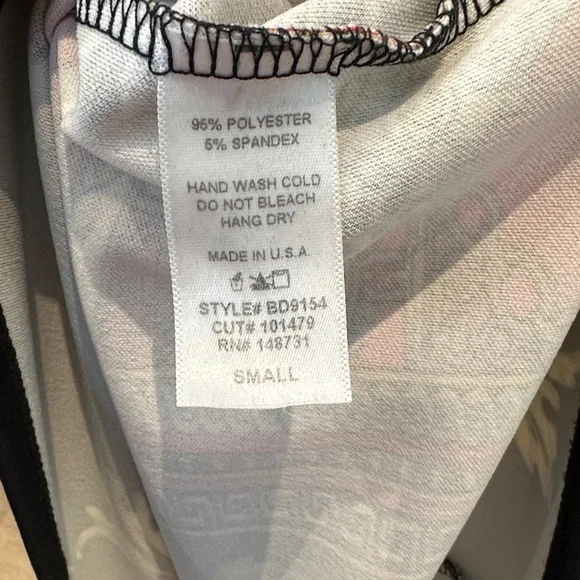 95% POLYESTER
5% SPANDEX
HAND WASH COLD
DO NOT BLEACH
HANG DRY
MADE IN U.S.A.
STYLE# BD9154
CUT# 101479
RN# 148731
SMALL